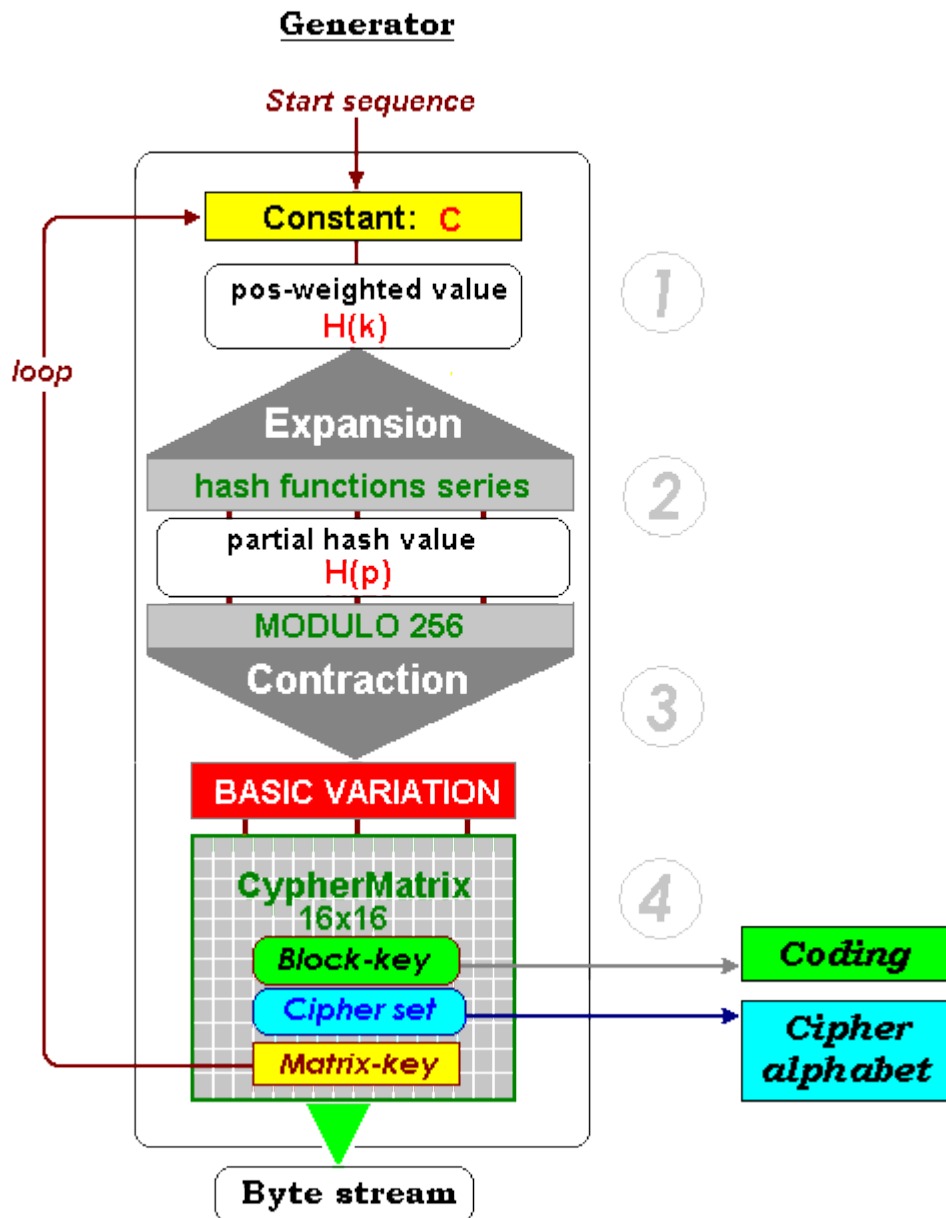 Generator
Start sequence
Constant: C
pos-weighted value
H(k)
1
loop
Expansion
hash functions series
2
partial hash value
H(p)
MODULO 256
Contraction
3
BASIC VARIATION
CypherMatrix
16x16
4
Block-key
Coding
Cipher set
Cipher
alphabet
Matrix-key
Byte stream